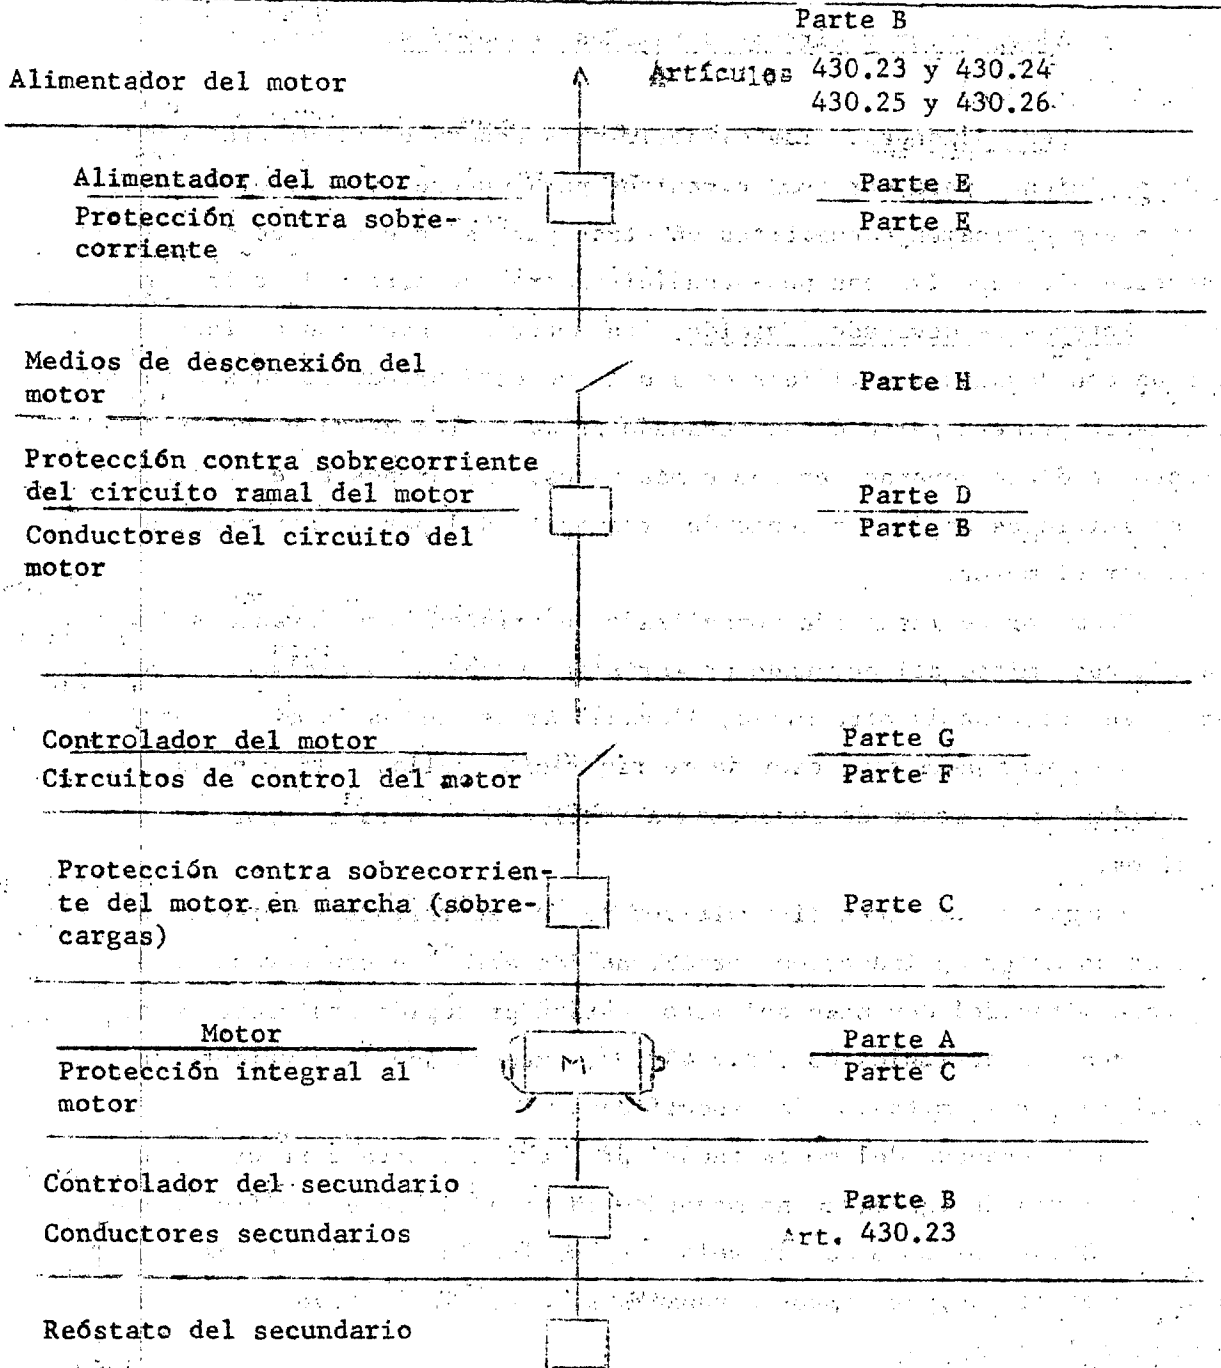 Parte B
Alimentador del motor Artículos 430.23 y 430.24
430.25 y 430.26
Alimentador del motor Parte E
Protección contra sobre- Parte E
corriente
Medios de desconexión del
motor Parte H
Protección contra sobrecorriente
del circuito ramal del motor Parte D
Conductores del circuito del Parte B
motor
Controlador del motor Parte G
Circuitos de control del motor Parte F
Protección contra sobrecorrien-
te del motor en marcha (sobre- Parte C
cargas)
Motor Parte A
Protección integral al M Parte C
motor
Controlador del secundario Parte B
Conductores secundarios Art. 430.23
Reóstato del secundario